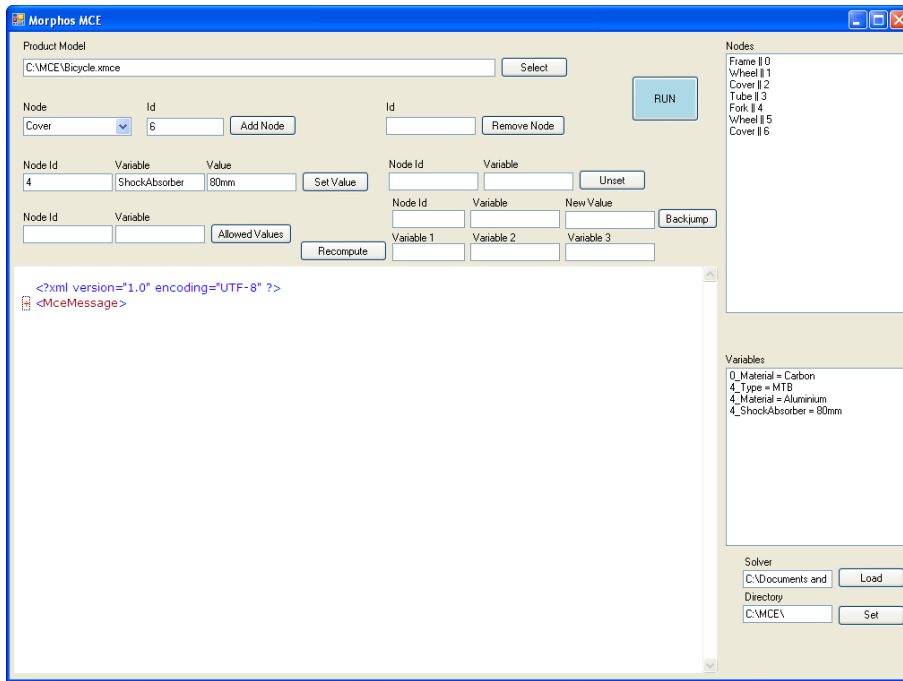 Morphos MCE
Product Model
C:\MCE\Bicycle.xmce
Select
RUN
Node
Id
Cover
6
Add Node
Id
Remove Node
Node Id
Variable
Value
4
ShockAbsorber
80mm
Set Value
Node Id
Variable
Unset
Node Id
Variable
Allowed Values
Node Id
Variable
New Value
Backjump
Recompute
Variable 1
Variable 2
Variable 3
<?xml version="1.0" encoding="UTF-8" ?>
+ <MceMessage>
Nodes
Frame || 0
Wheel || 1
Cover || 2
Tube || 3
Fork || 4
Wheel || 5
Cover || 6
Variables
0_Material = Carbon
4_Type = MTB
4_Material = Aluminium
4_ShockAbsorber = 80mm
Solver
C:\Documents and
Load
Directory
C:\MCE\
Set